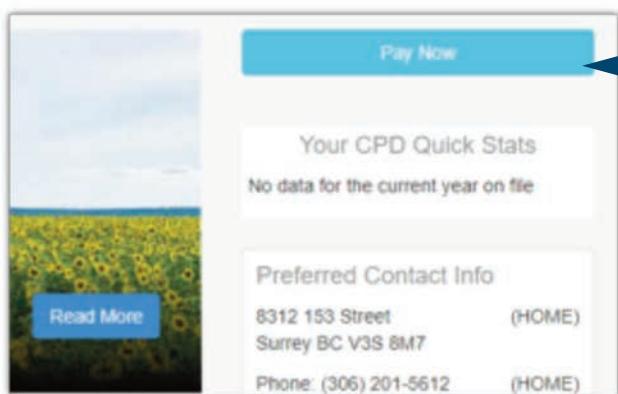 Pay Now
Your CPD Quick Stats
No data for the current year on file
Preferred Contact Info
Read More
8312 153 Street (HOME)
Surrey BC V3S 8M7
Phone: (306) 201-5612 (HOME)